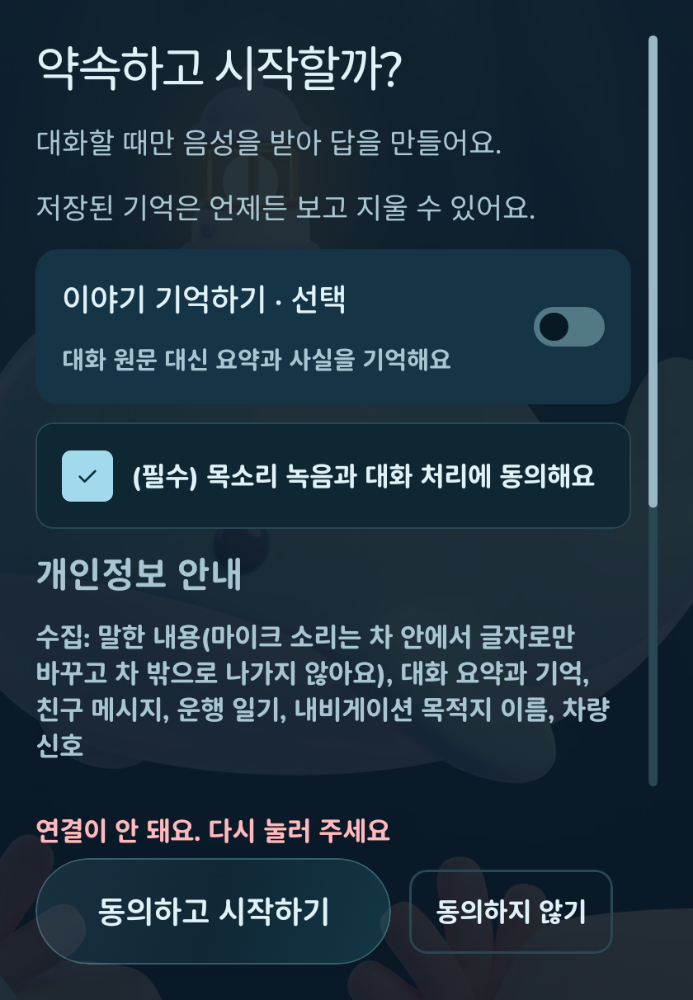 약속하고 시작할까?
대화할 때만 음성을 받아 답을 만들어요.
저장된 기억은 언제든 보고 지울 수 있어요.
이야기 기억하기 · 선택
대화 원문 대신 요약과 사실을 기억해요
(필수) 목소리 녹음과 대화 처리에 동의해요
개인정보 안내
수집: 말한 내용(마이크 소리는 차 안에서 글자로만
바꾸고 차 밖으로 나가지 않아요), 대화 요약과 기억,
친구 메시지, 운행 일기, 내비게이션 목적지 이름, 차량
신호
연결이 안 돼요. 다시 눌러 주세요
동의하고 시작하기
동의하지 않기